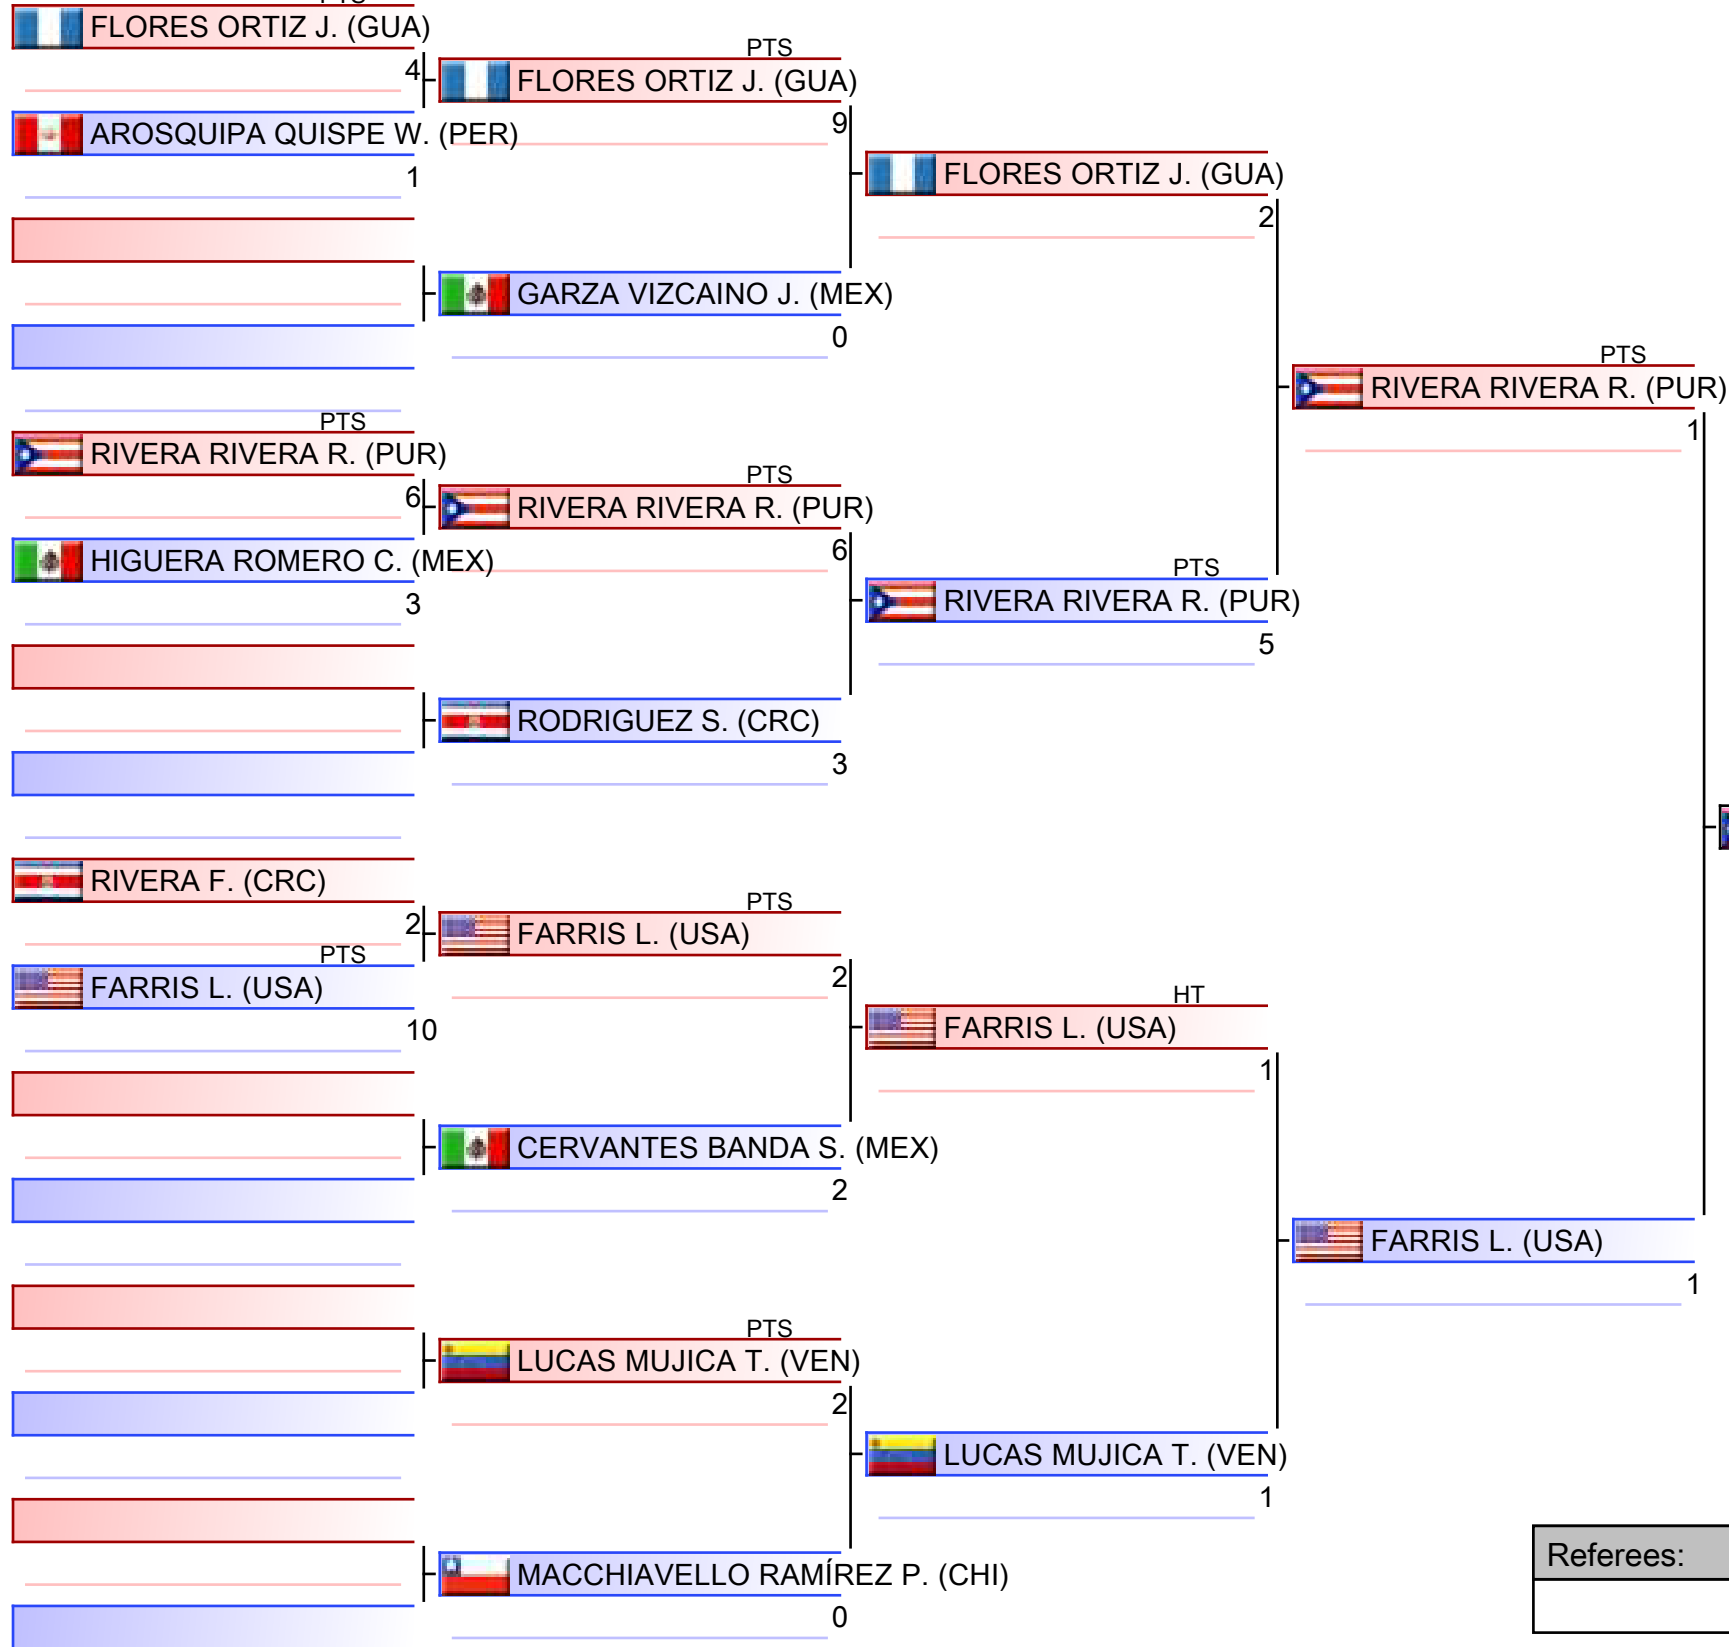 PTS
FLORES ORTIZ J. (GUA)
4
AROSQUIPA QUISPE W. (PER)
1
PTS
RIVERA RIVERA R. (PUR)
6
HIGUERA ROMERO C. (MEX)
3
RIVERA F. (CRC)
2
PTS
FARRIS L. (USA)
10
PTS
FLORES ORTIZ J. (GUA)
9
GARZA VIZCAINO J. (MEX)
0
PTS
RIVERA RIVERA R. (PUR)
6
RODRIGUEZ S. (CRC)
3
PTS
FARRIS L. (USA)
2
CERVANTES BANDA S. (MEX)
2
PTS
LUCAS MUJICA T. (VEN)
2
MACCHIAVELLO RAMÍREZ P. (CHI)
0
FLORES ORTIZ J. (GUA)
2
PTS
RIVERA RIVERA R. (PUR)
5
HT
FARRIS L. (USA)
1
LUCAS MUJICA T. (VEN)
1
PTS
RIVERA RIVERA R. (PUR)
1
FARRIS L. (USA)
1
Referees: